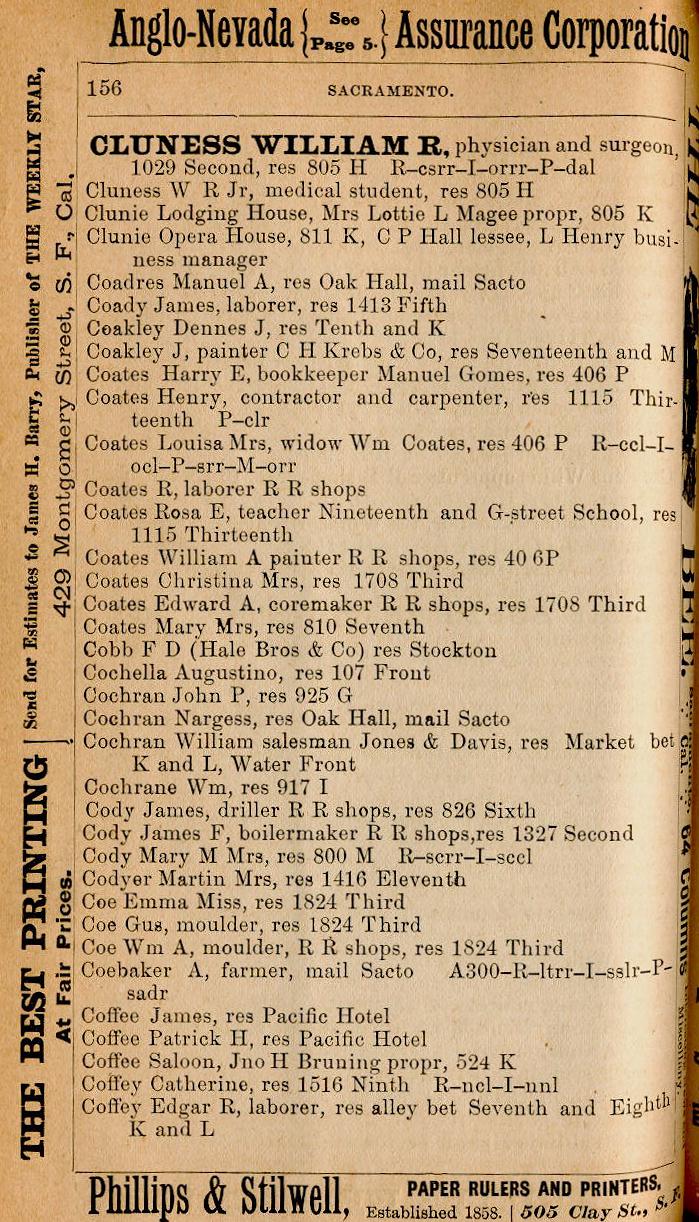 Anglo-Nevada { See Page 5. } Assurance Corporation
156 SACRAMENTO.
CLUNESS WILLIAM R, physician and surgeon,
1029 Second, res 805 H R–csrr–I–orrr–P–dal
Cluness W R Jr, medical student, res 805 H
Clunie Lodging House, Mrs Lottie L Magee propr, 805 K
Clunie Opera House, 811 K, C P Hall lessee, L Henry busi-
ness manager
Coadres Manuel A, res Oak Hall, mail Sacto
Coady James, laborer, res 1413 Fifth
Coakley Dennes J, res Tenth and K
Coakley J, painter C H Krebs & Co, res Seventeenth and M
Coates Harry E, bookkeeper Manuel Gomes, res 406 P
Coates Henry, contractor and carpenter, res 1115 Thir-
teenth P–clr
Coates Louisa Mrs, widow Wm Coates, res 406 P R–ccl–I–
ocl–P–srr–M–orr
Coates R, laborer R R shops
Coates Rosa E, teacher Nineteenth and G-street School, res
1115 Thirteenth
Coates William A painter R R shops, res 40 6P
Coates Christina Mrs, res 1708 Third
Coates Edward A, coremaker R R shops, res 1708 Third
Coates Mary Mrs, res 810 Seventh
Cobb F D (Hale Bros & Co) res Stockton
Cochella Augustino, res 107 Front
Cochran John P, res 925 G
Cochran Nargess, res Oak Hall, mail Sacto
Cochran William salesman Jones & Davis, res Market bet
K and L, Water Front
Cochrane Wm, res 917 I
Cody James, driller R R shops, res 826 Sixth
Cody James F, boilermaker R R shops,res 1327 Second
Cody Mary M Mrs, res 800 M R–scrr–I–sccl
Codyer Martin Mrs, res 1416 Eleventh
Coe Emma Miss, res 1824 Third
Coe Gus, moulder, res 1824 Third
Coe Wm A, moulder, R R shops, res 1824 Third
Coebaker A, farmer, mail Sacto A300–R–ltrr–I–sslr–P–
sadr
Coffee James, res Pacific Hotel
Coffee Patrick H, res Pacific Hotel
Coffee Saloon, Jno H Bruning propr, 524 K
Coffey Catherine, res 1516 Ninth R–ncl–I–nnl
Coffey Edgar R, laborer, res alley bet Seventh and Eighth
K and L
THE BEST PRINTING
At Fair Prices.
Send for Estimates to James H. Barry, Publisher of THE WEEKLY STAR,
429 Montgomery Street, S. F., Cal.
BEE.
Cal.
64 Columns
Miscellany
Phillips & Stilwell, PAPER RULERS AND PRINTERS,
Established 1858. | 505 Clay St., S. F.